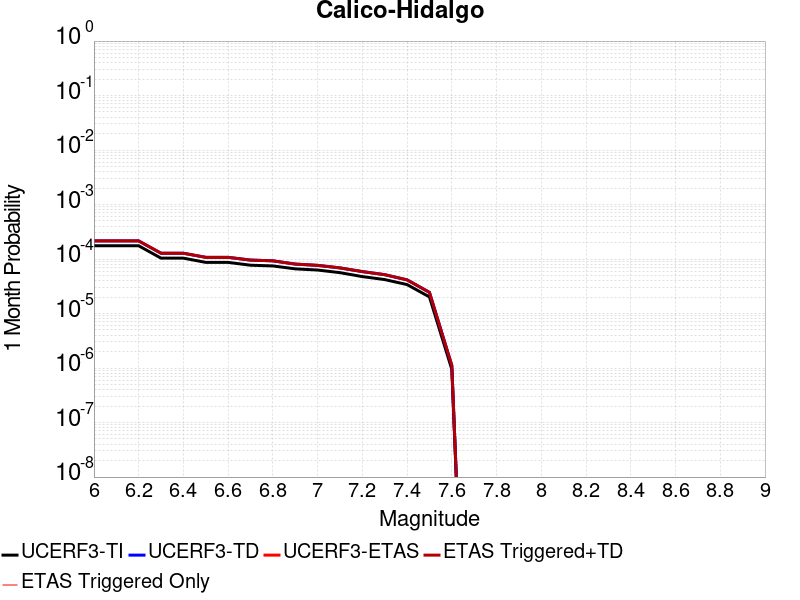 Calico-Hidalgo
10^0
10^-1
10^-2
10^-3
10^-4
10^-5
10^-6
10^-7
10^-8
1 Month Probability
6 6.2 6.4 6.6 6.8 7 7.2 7.4 7.6 7.8 8 8.2 8.4 8.6 8.8 9
Magnitude
UCERF3-TI UCERF3-TD UCERF3-ETAS ETAS Triggered+TD
ETAS Triggered Only